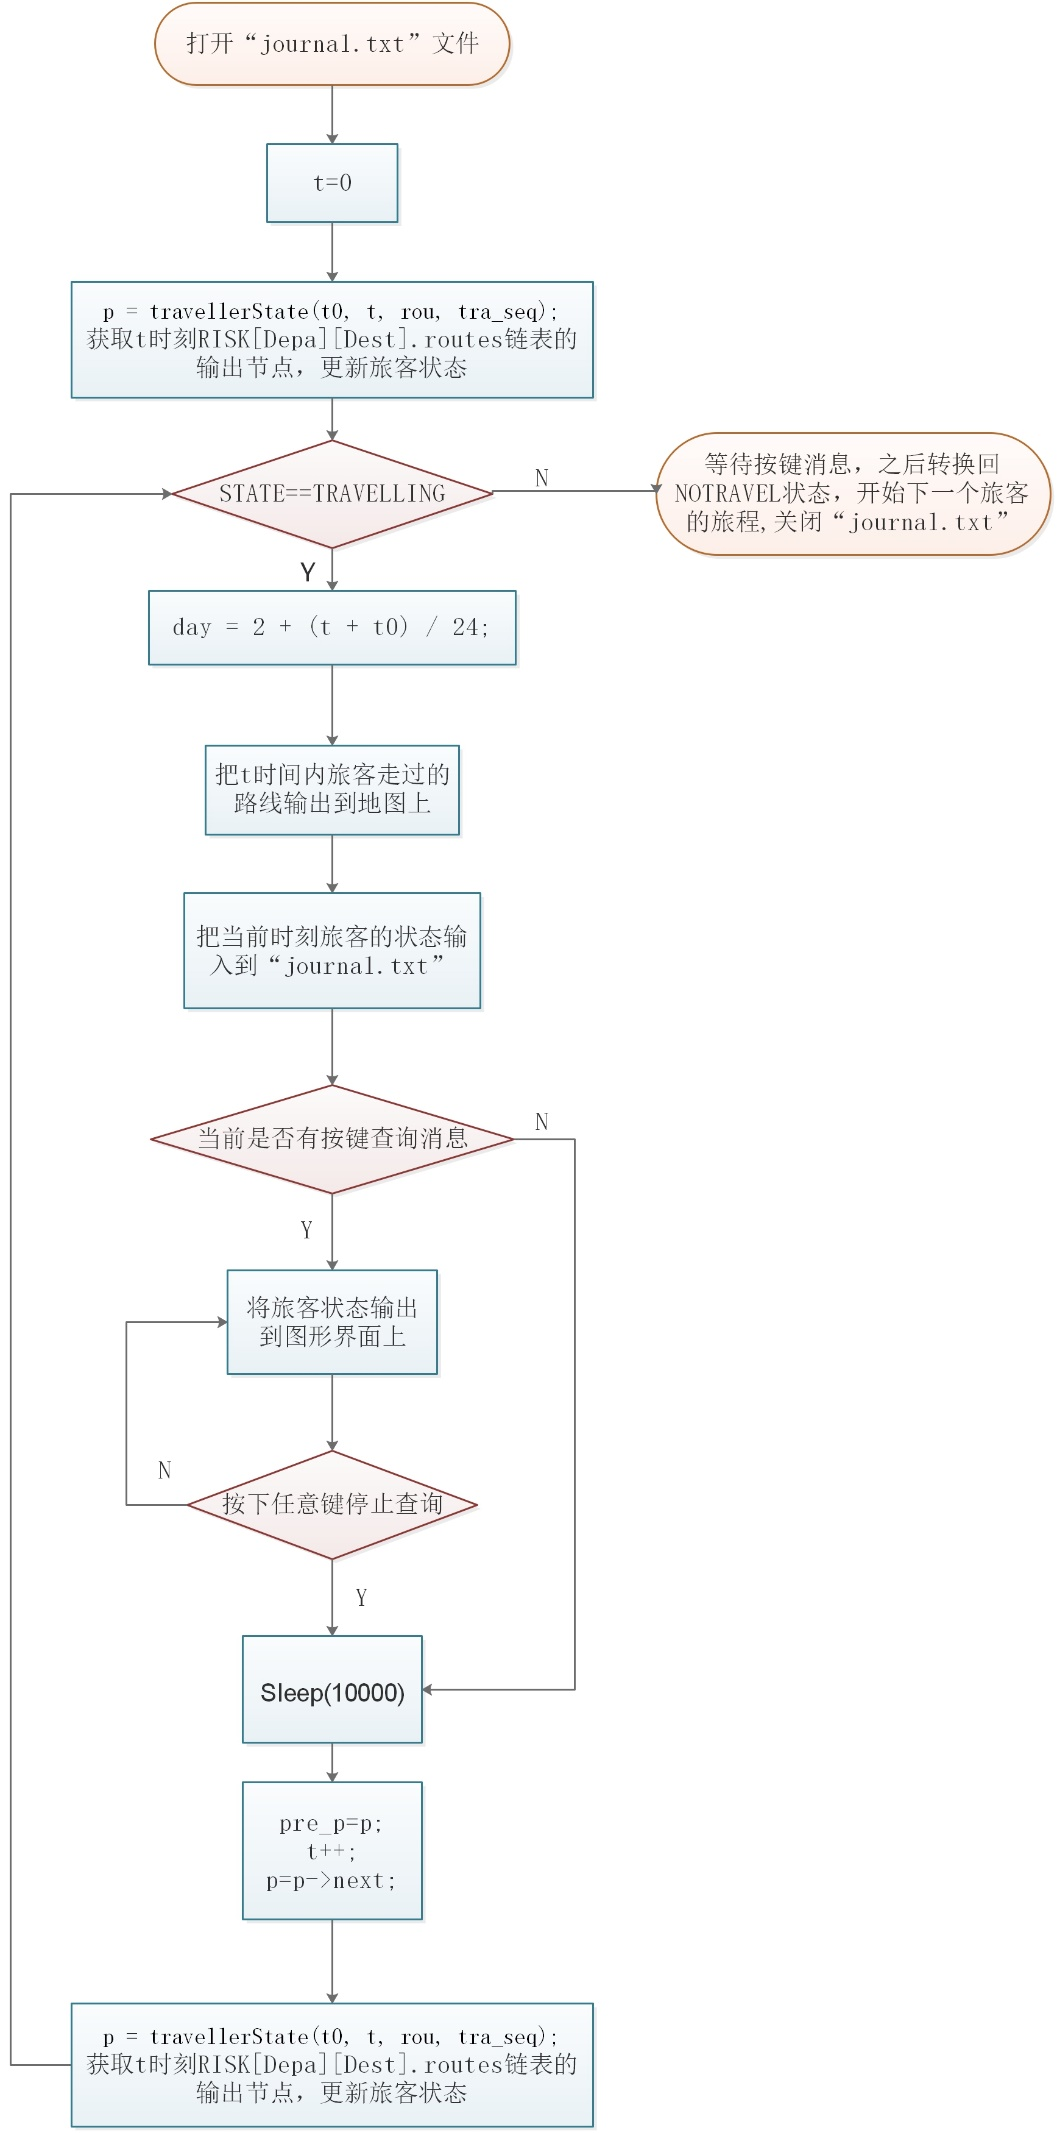 打开“journal.txt”文件
t=0
p = travellerState(t0, t, rou, tra_seq);
获取t时刻RISK[Depa][Dest].routes链表的
输出节点，更新旅客状态
STATE==TRAVELLING
N
等待按键消息，之后转换回
NOTRAVEL状态，开始下一个旅客
的旅程,关闭“journal.txt”
Y
day = 2 + (t + t0) / 24;
把t时间内旅客走过的
路线输出到地图上
把当前时刻旅客的状态输
入到“journal.txt”
当前是否有按键查询消息
N
Y
将旅客状态输出
到图形界面上
N
按下任意键停止查询
Y
Sleep(10000)
pre_p=p;
t++;
p=p->next;
p = travellerState(t0, t, rou, tra_seq);
获取t时刻RISK[Depa][Dest].routes链表的
输出节点，更新旅客状态